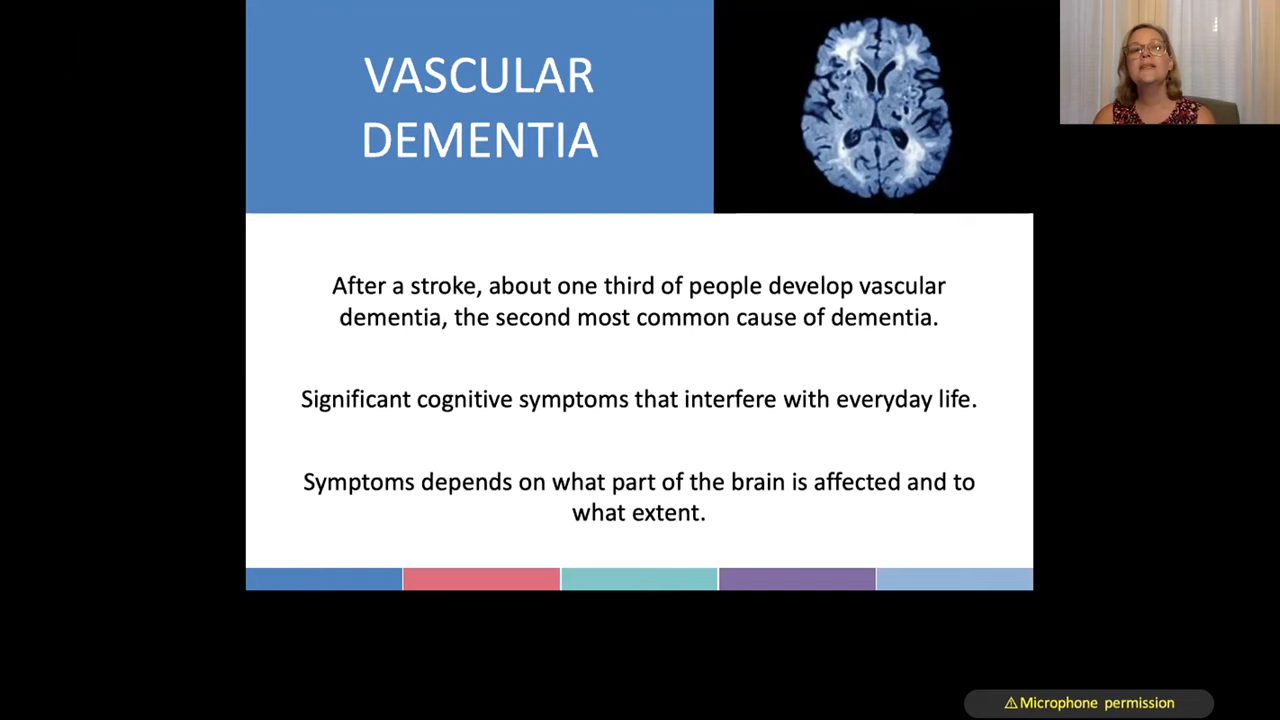 VASCULAR
DEMENTIA
After a stroke, about one third of people develop vascular
dementia, the second most common cause of dementia.
Significant cognitive symptoms that interfere with everyday life.
Symptoms depends on what part of the brain is affected and to
what extent.
⚠Microphone permission